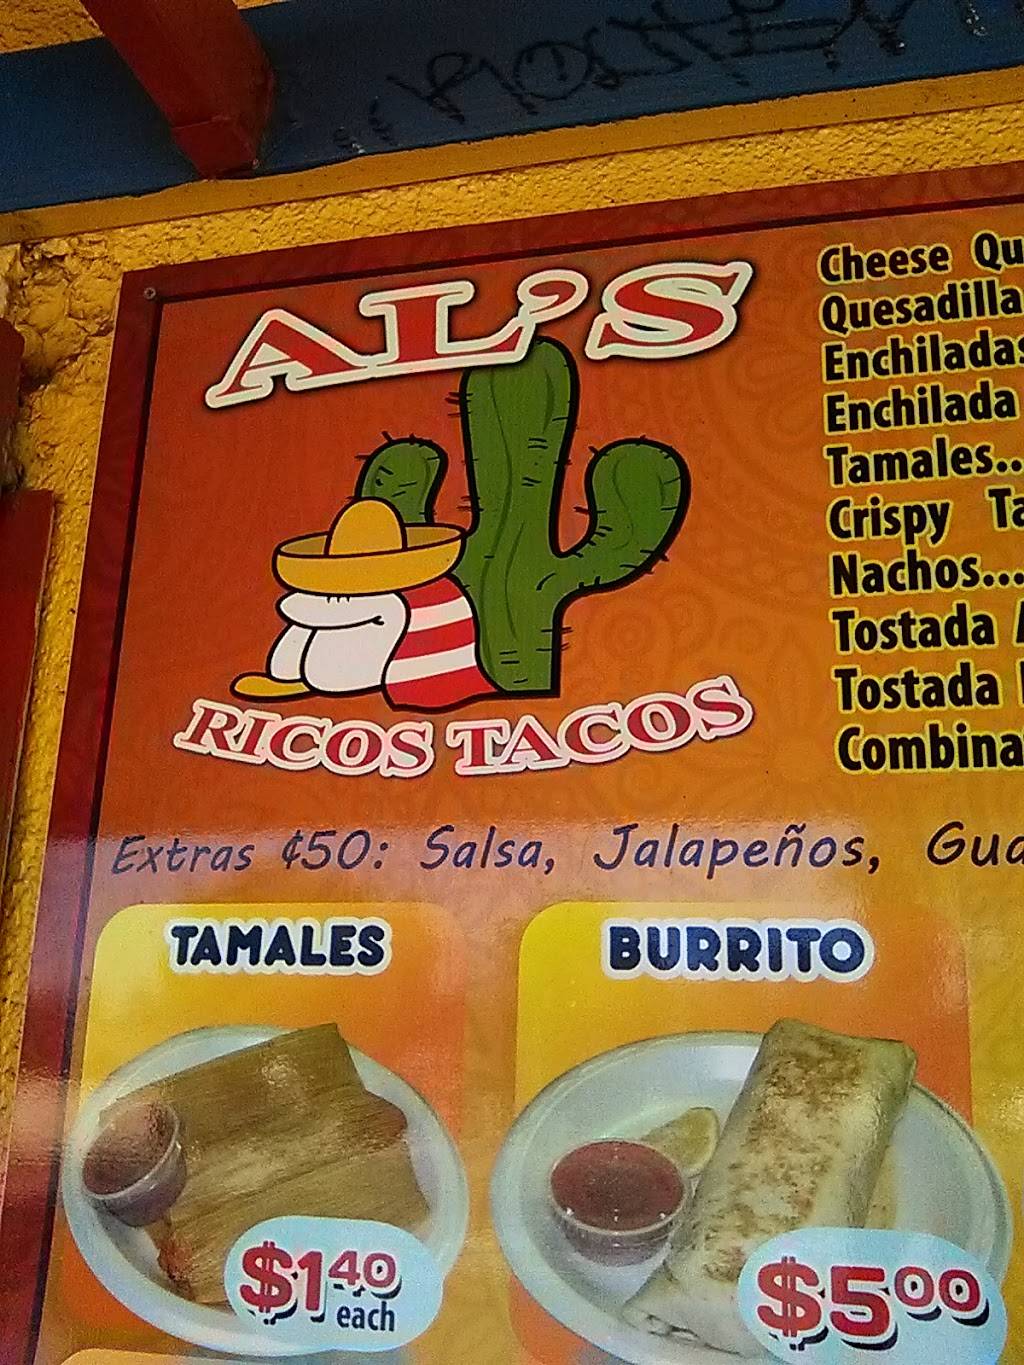 AL'S
RICOS TACOS
Cheese Qu
Quesadilla
Enchiladas
Enchilada
Tamales...
Crispy Ta
Nachos...
Tostada
Tostada
Combina
Extras ¢50: Salsa, Jalapeños, Gua
TAMALES
$1 40
each
BURRITO
$5 00